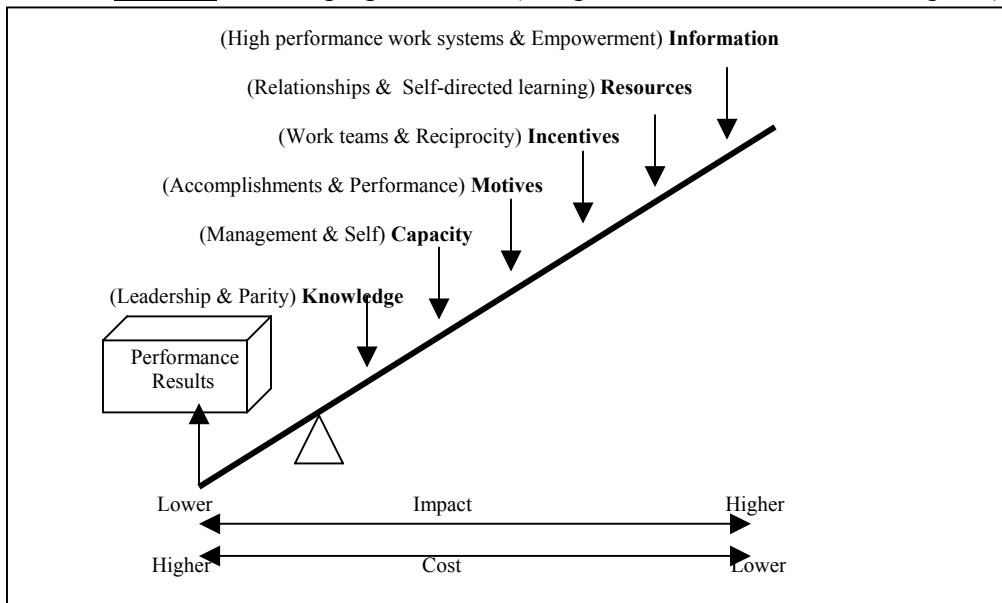 (High performance work systems & Empowerment) Information
(Relationships & Self-directed learning) Resources
(Work teams & Reciprocity) Incentives
(Accomplishments & Performance) Motives
(Management & Self) Capacity
(Leadership & Parity) Knowledge
Performance
Results
Lower Impact Higher
Higher Cost Lower